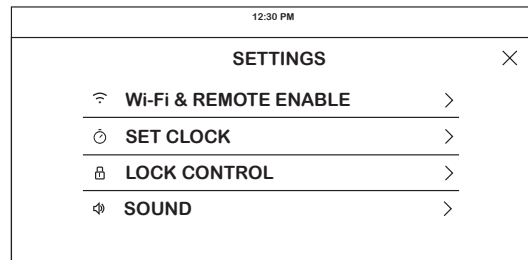 12:30 PM
SETTINGS
Wi-Fi & REMOTE ENABLE
SET CLOCK
LOCK CONTROL
SOUND